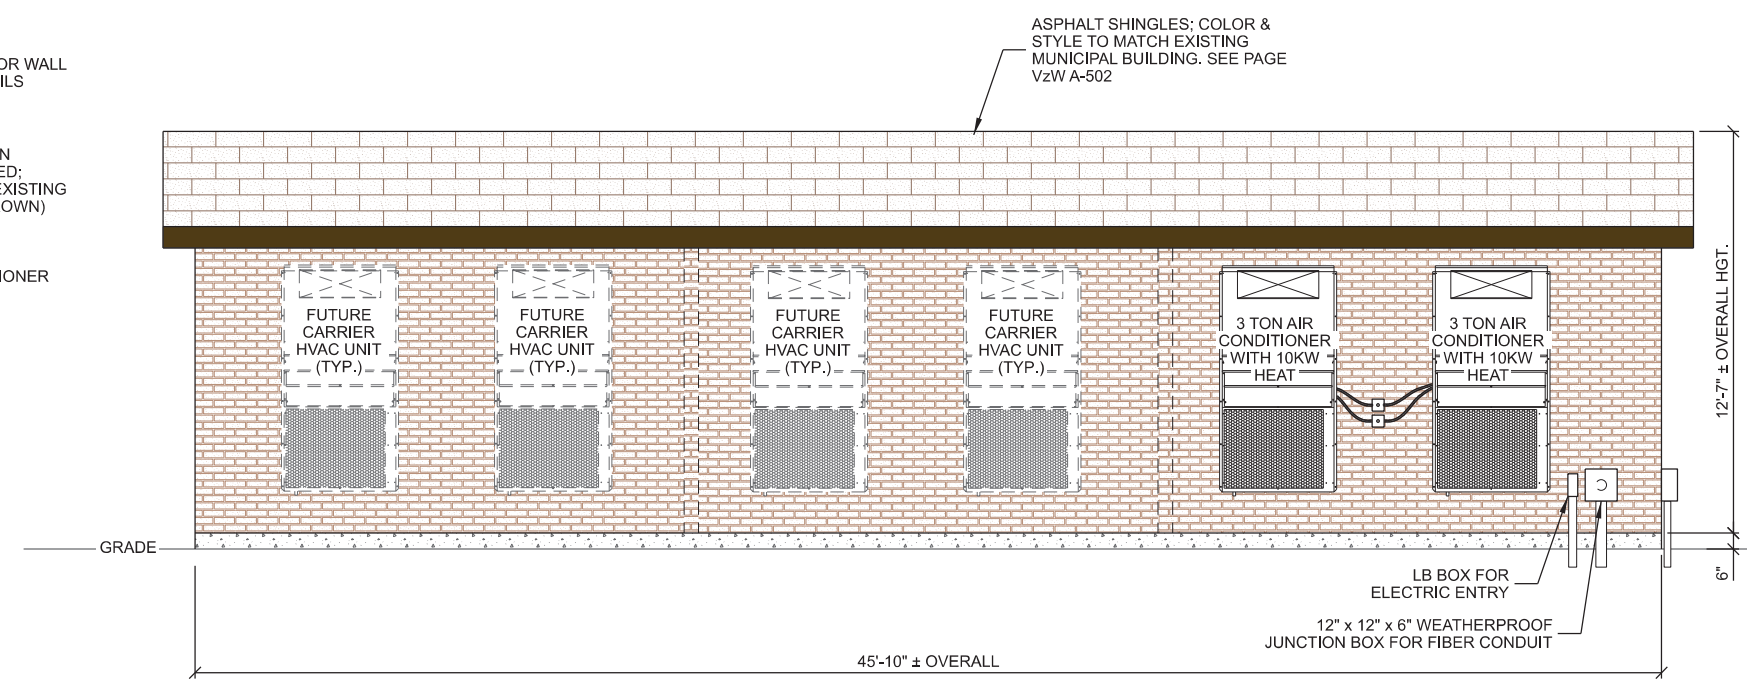 OR WALL
ILS
N
ED;
EXISTING
OWN)
IONER
ASPHALT SHINGLES; COLOR &
STYLE TO MATCH EXISTING
MUNICIPAL BUILDING. SEE PAGE
VzW A-502
FUTURE
CARRIER
HVAC UNIT
(TYP.)
FUTURE
CARRIER
HVAC UNIT
(TYP.)
FUTURE
CARRIER
HVAC UNIT
(TYP.)
FUTURE
CARRIER
HVAC UNIT
(TYP.)
3 TON AIR
CONDITIONER
WITH 10KW
HEAT
3 TON AIR
CONDITIONER
WITH 10KW
HEAT
12'-7" ± OVERALL HGT.
6"
GRADE
LB BOX FOR
ELECTRIC ENTRY
12" x 12" x 6" WEATHERPROOF
JUNCTION BOX FOR FIBER CONDUIT
45'-10" ± OVERALL